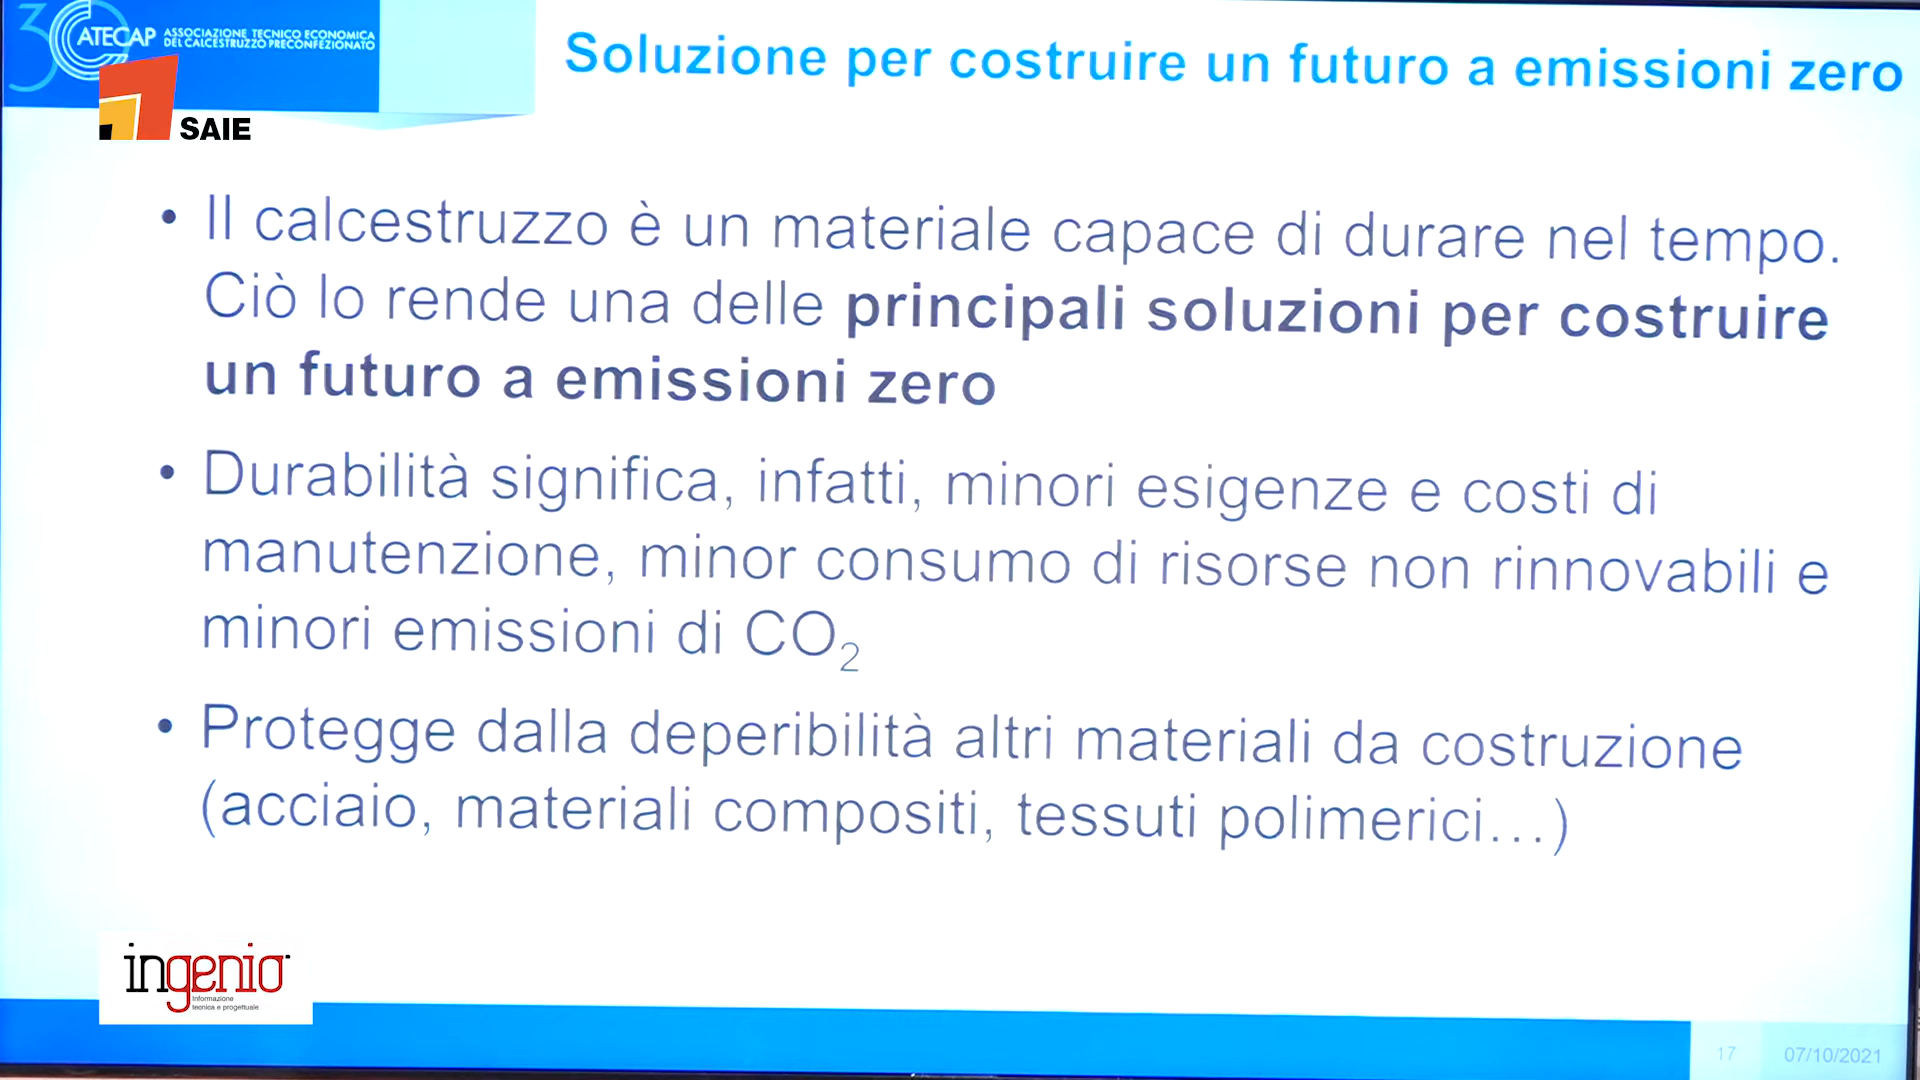 30
ATECAP
ASSOCIAZIONE TECNICO ECONOMICA
DEL CALCESTRUZZO PRECONFEZIONATO
SAIE
Soluzione per costruire un futuro a emissioni zero
• Il calcestruzzo è un materiale capace di durare nel tempo.
Ciò lo rende una delle principali soluzioni per costruire
un futuro a emissioni zero
• Durabilità significa, infatti, minori esigenze e costi di
manutenzione, minor consumo di risorse non rinnovabili e
minori emissioni di CO₂
• Protegge dalla deperibilità altri materiali da costruzione
(acciaio, materiali compositi, tessuti polimerici…)
ingenio
Informazione
tecnica e progettuale
17 07/10/2021